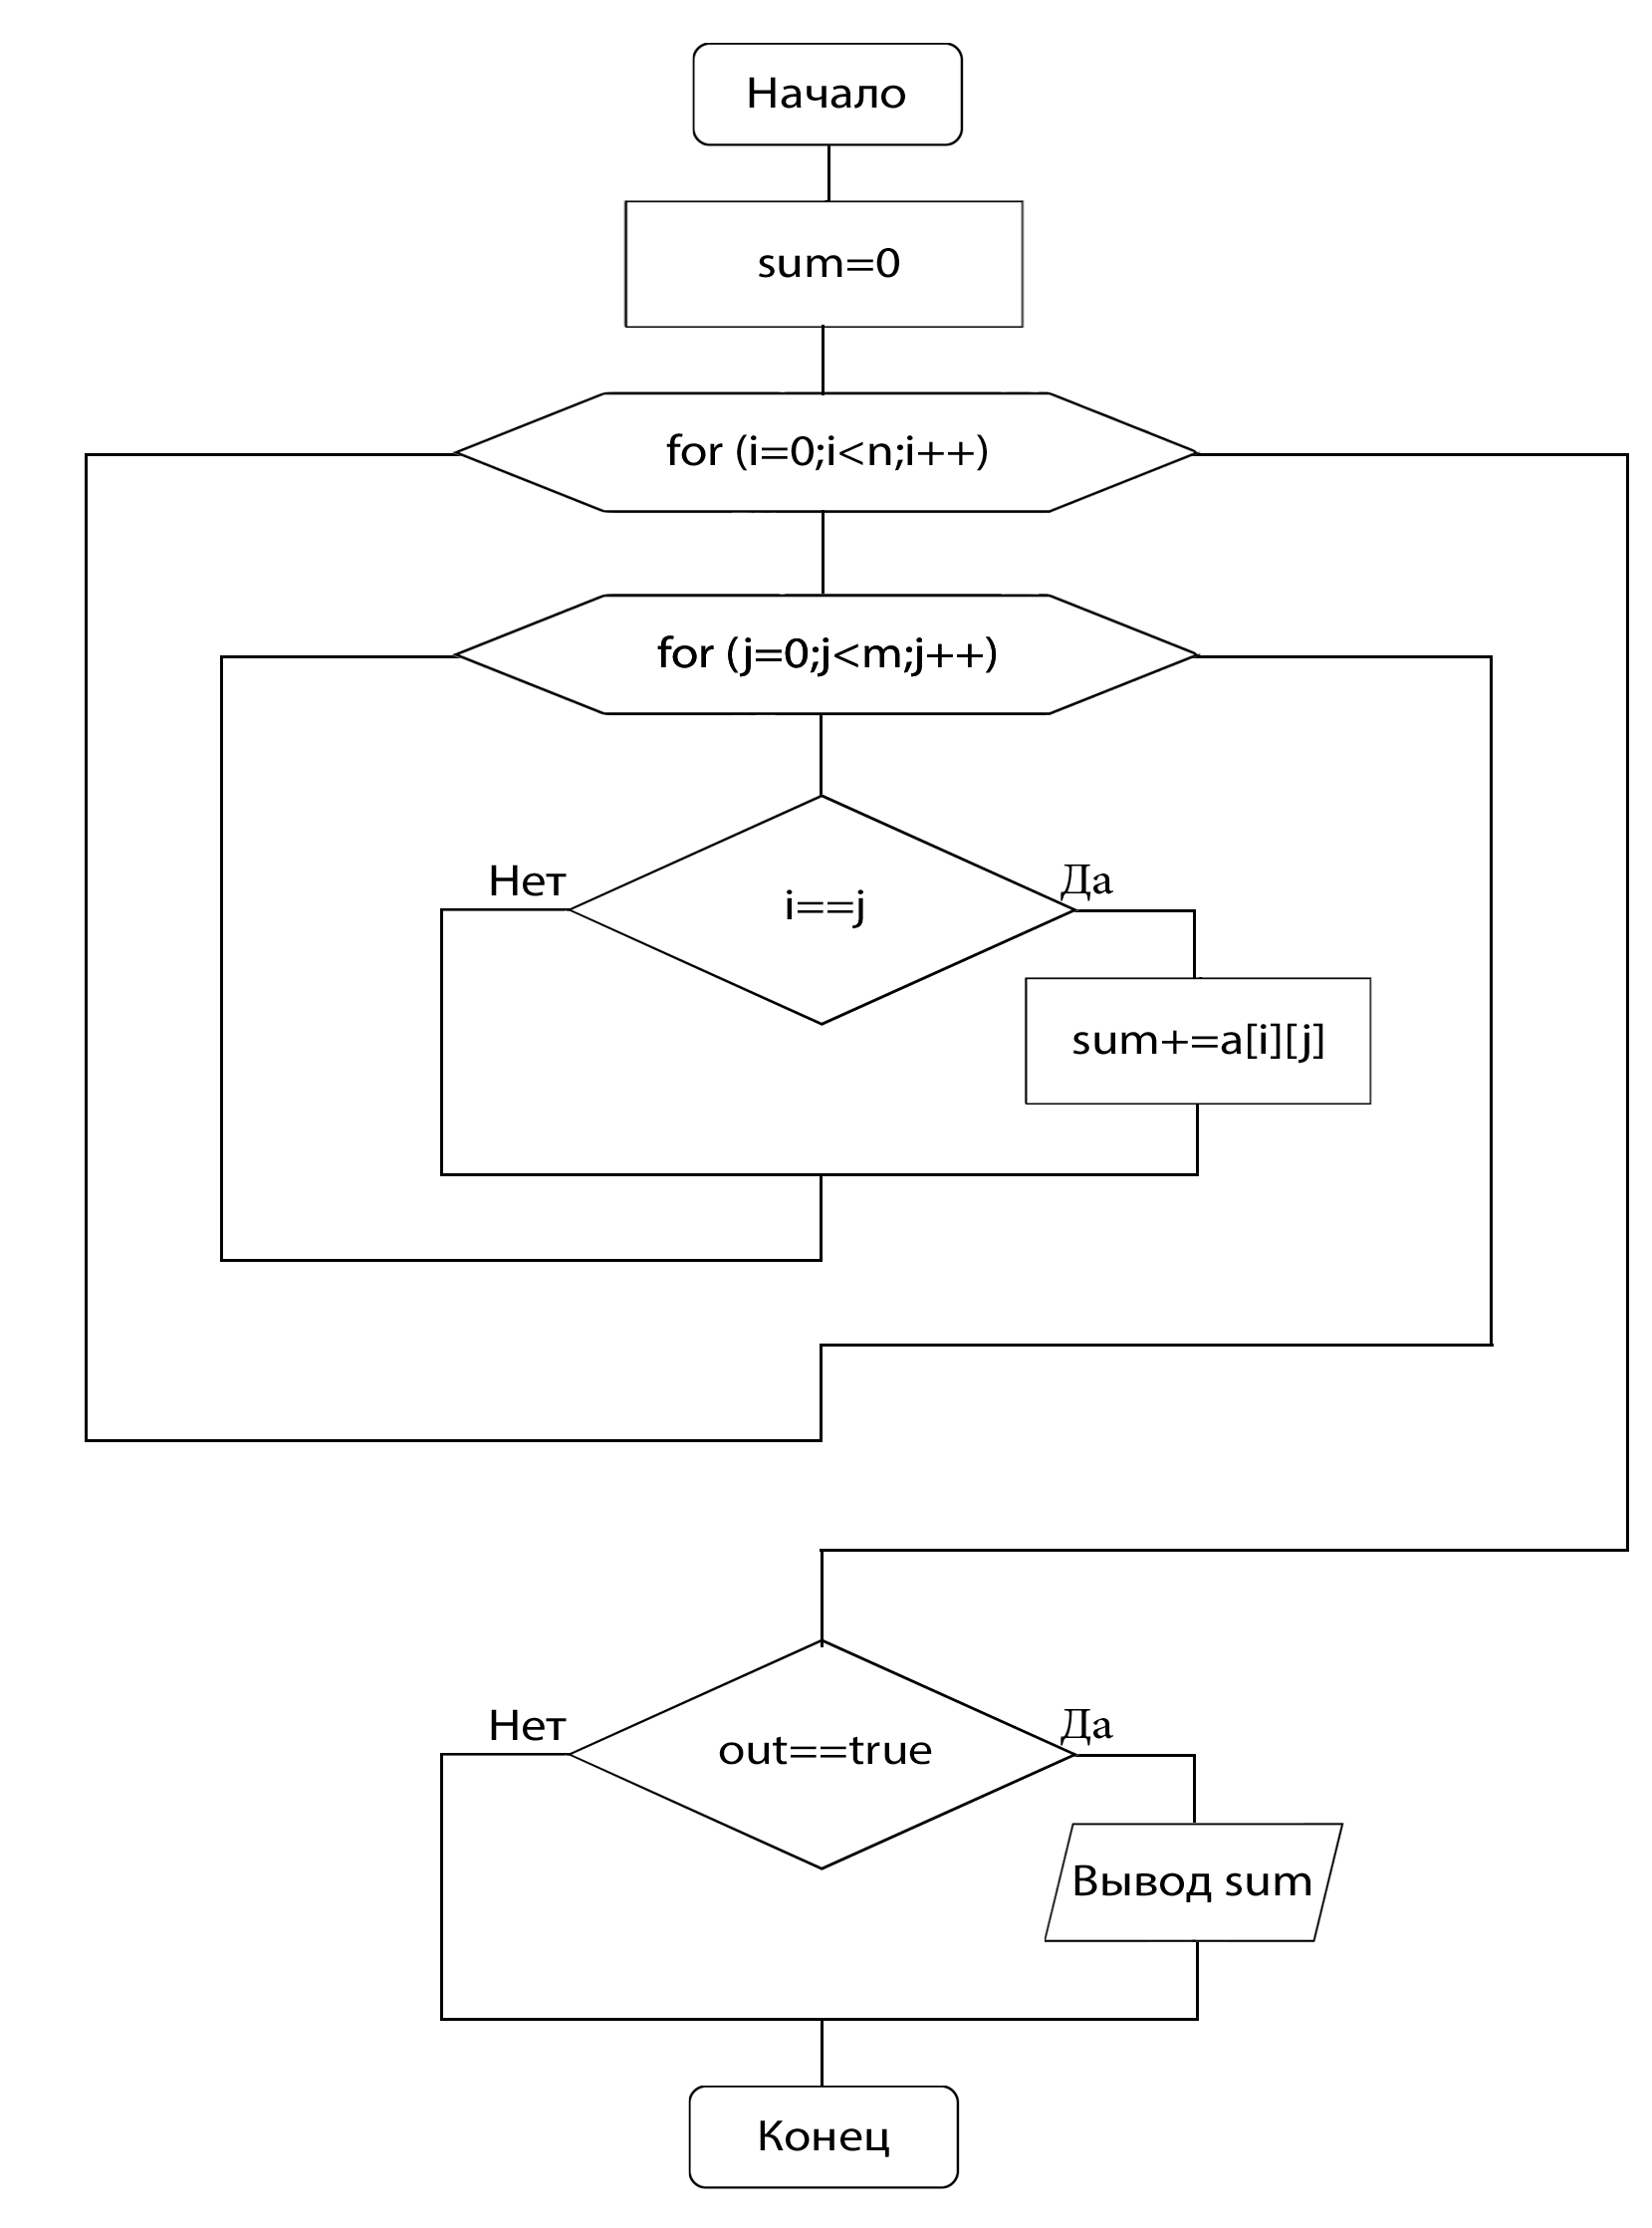 Начало
sum=0
for (i=0;i<n;i++)
for (j=0;j<m;j++)
Нет
Да
i==j
sum+=a[i][j]
Нет
Да
out==true
Вывод sum
Конец